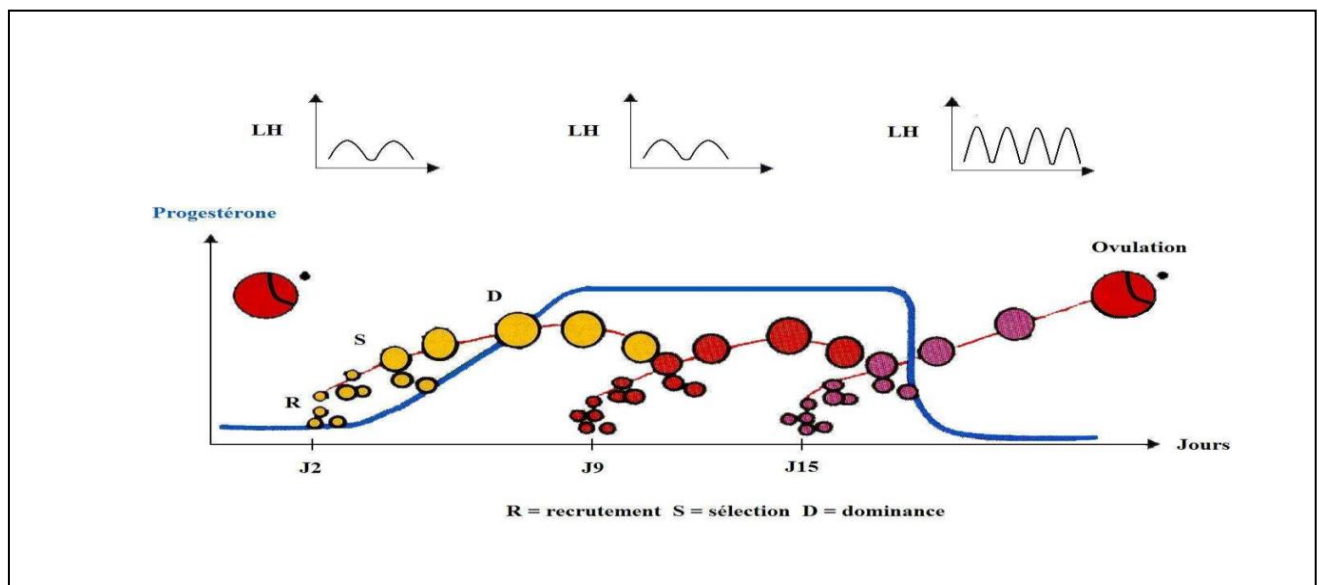 LH
LH
LH
Progestérone
Ovulation
D
S
R
Jours
J2
J9
J15
R = recrutement S = sélection D = dominance